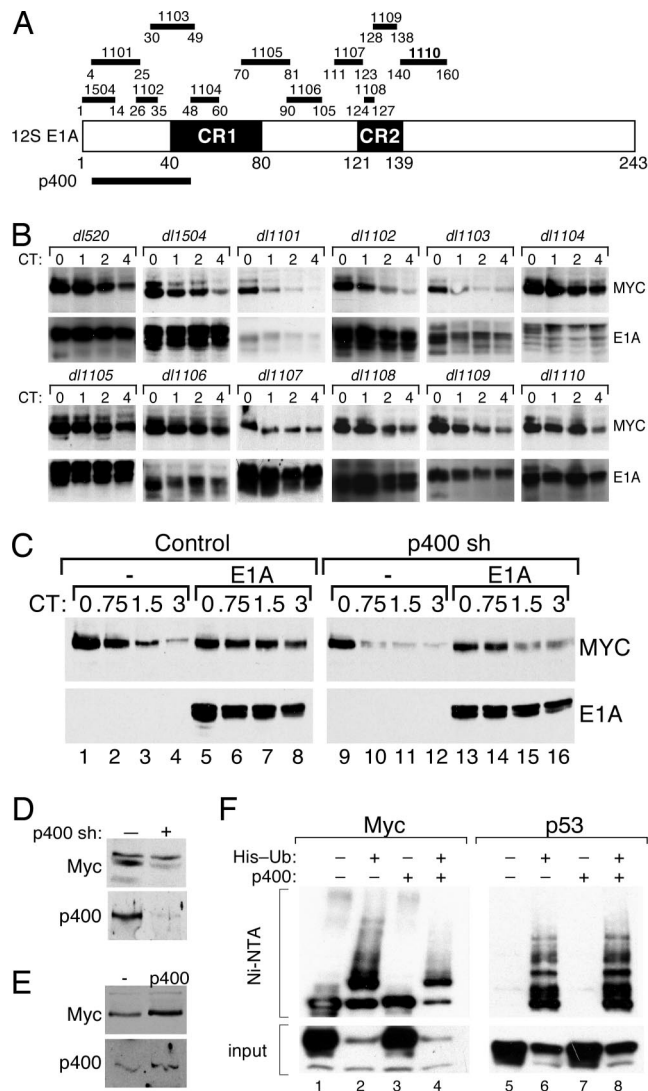 A
1103
1109
30 49
128 138
1101
1105
1107
1110
4 25
70 81
111 123
140 160
1504
1102
1104
1106
1108
1 14
26 35
48 60
90 105
124 127
12S E1A
CR1
CR2
1 40 80 121 139 243
p400
B
dl520 dl1504 dl1101 dl1102 dl1103 dl1104
CT: 0 1 2 4 0 1 2 4 0 1 2 4 0 1 2 4 0 1 2 4 0 1 2 4
MYC
E1A
dl1105 dl1106 dl1107 dl1108 dl1109 dl1110
CT: 0 1 2 4 0 1 2 4 0 1 2 4 0 1 2 4 0 1 2 4 0 1 2 4
MYC
E1A
C
Control p400 sh
- E1A - E1A
CT: 0 .75 1.5 3 0 .75 1.5 3 0 .75 1.5 3 0 .75 1.5 3
MYC
E1A
1 2 3 4 5 6 7 8 9 10 11 12 13 14 15 16
D
p400 sh: — +
Myc
p400
E
- p400
Myc
p400
F
Myc p53
His–Ub: – + – + – + – +
p400: – – + + – – + +
Ni-NTA
input
1 2 3 4 5 6 7 8